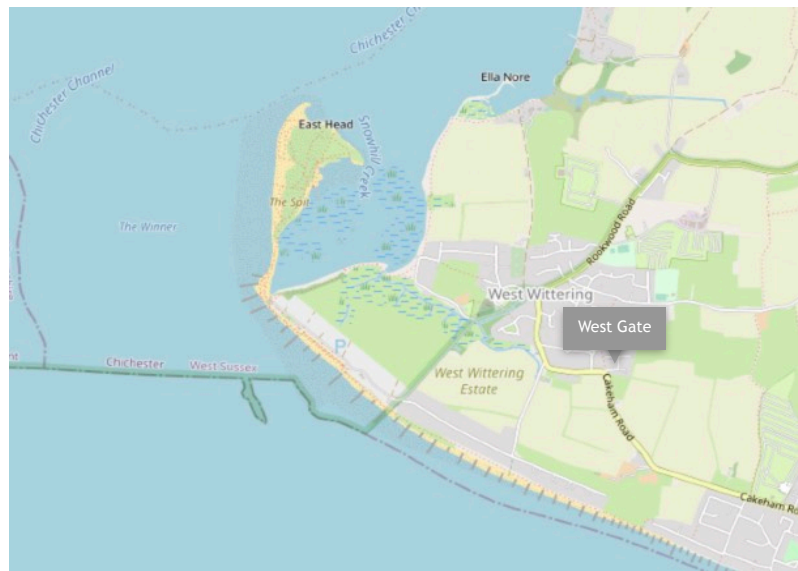 Chichester Ch
Chichester Channel
Ella Nore
East Head
Snowhill Creek
The Spit
The Winner
Rookwood Road
West Wittering
West Gate
P
Chichester
West Sussex
West Wittering
Estate
Cakeham Road
Cakeham Ro